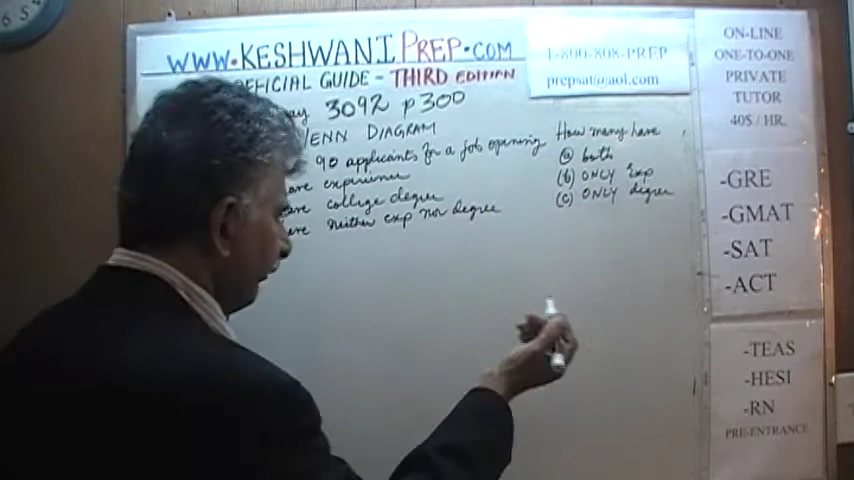 www.KESHWANIPREP.com
OFFICIAL GUIDE - THIRD EDITION
3092 p300
VENN DIAGRAM
90 applicants for a job opening
have experience
have college degree
have neither exp nor degree
How many have
(a) both
(b) ONLY Exp
(c) ONLY degree
1-800-808-PREP
prepsat@aol.com
ON-LINE
ONE-TO-ONE
PRIVATE
TUTOR
40$ / HR.
-GRE
-GMAT
-SAT
-ACT
-TEAS
-HESI
-RN
PRE-ENTRANCE
6 5